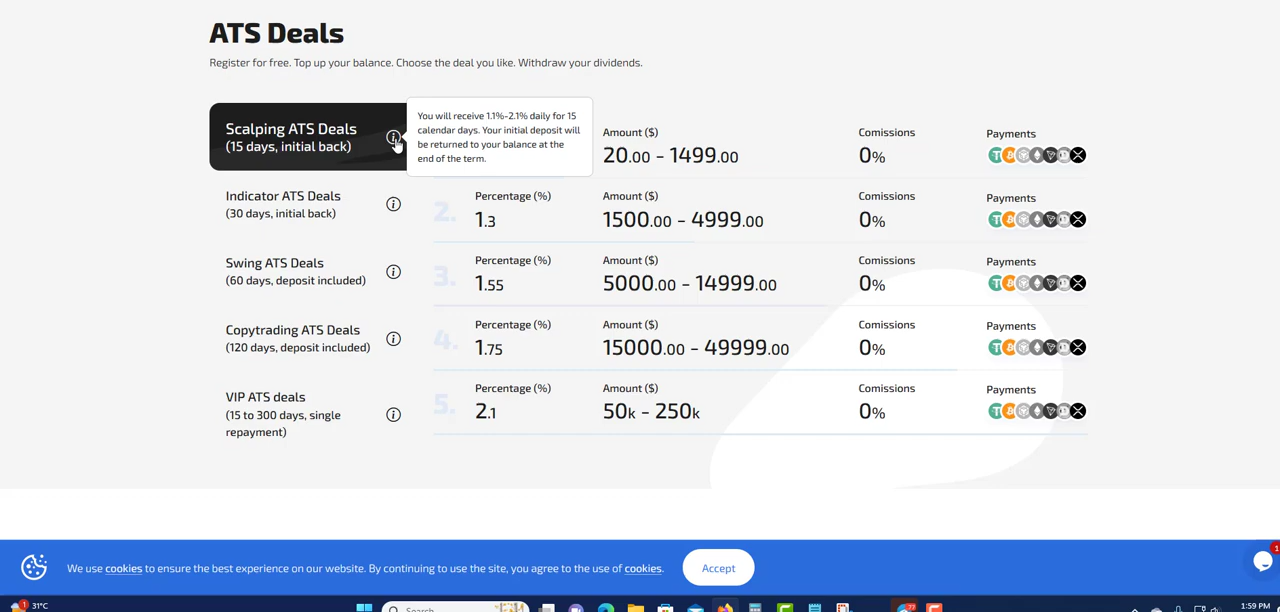 ATS Deals
Register for free. Top up your balance. Choose the deal you like. Withdraw your dividends.
Scalping ATS Deals
(15 days, initial back)
You will receive 1.1%-2.1% daily for 15
calendar days. Your initial deposit will
be returned to your balance at the
end of the term.
Amount ($)
20.00 - 1499.00
Comissions
0%
Payments
Indicator ATS Deals
(30 days, initial back)
2.
Percentage (%)
1.3
Amount ($)
1500.00 - 4999.00
Comissions
0%
Payments
Swing ATS Deals
(60 days, deposit included)
3.
Percentage (%)
1.55
Amount ($)
5000.00 - 14999.00
Comissions
0%
Payments
Copytrading ATS Deals
(120 days, deposit included)
4.
Percentage (%)
1.75
Amount ($)
15000.00 - 49999.00
Comissions
0%
Payments
VIP ATS deals
(15 to 300 days, single
repayment)
5.
Percentage (%)
2.1
Amount ($)
50k - 250k
Comissions
0%
Payments
We use cookies to ensure the best experience on our website. By continuing to use the site, you agree to the use of cookies.
Accept
1
1
31°C
Search
1:59 PM